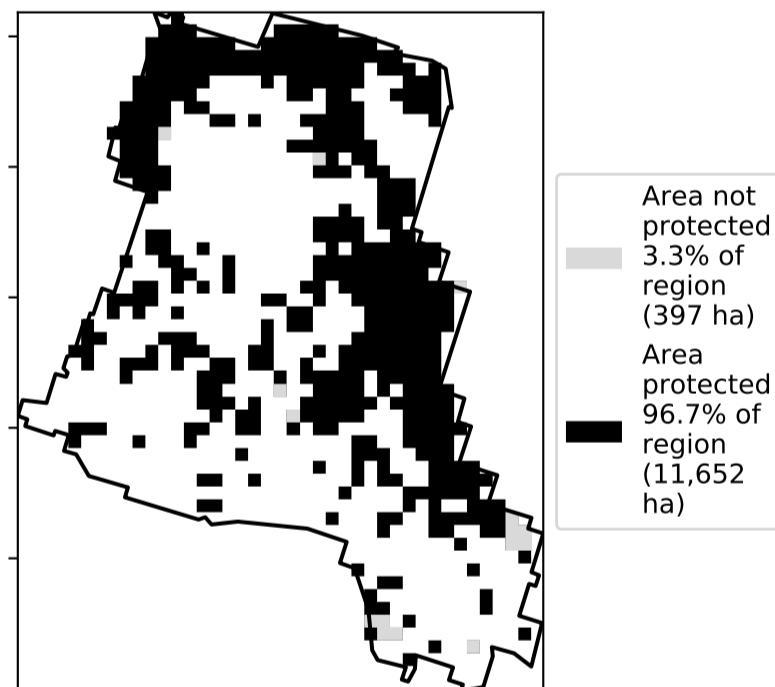 Area not
protected
3.3% of
region
(397 ha)
Area
protected
96.7% of
region
(11,652
ha)